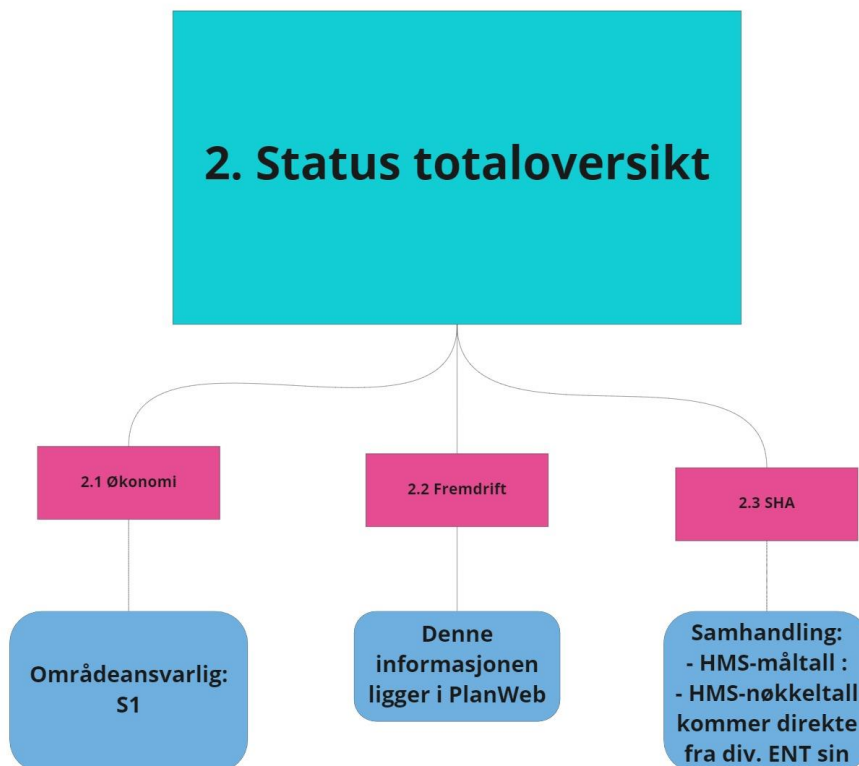 2. Status totaloversikt
2.1 Økonomi
2.2 Fremdrift
2.3 SHA
Områdeansvarlig:
S1
Denne
informasjonen
ligger i PlanWeb
Samhandling:
- HMS-måltall :
- HMS-nøkkeltall
kommer direkte
fra div. ENT sin